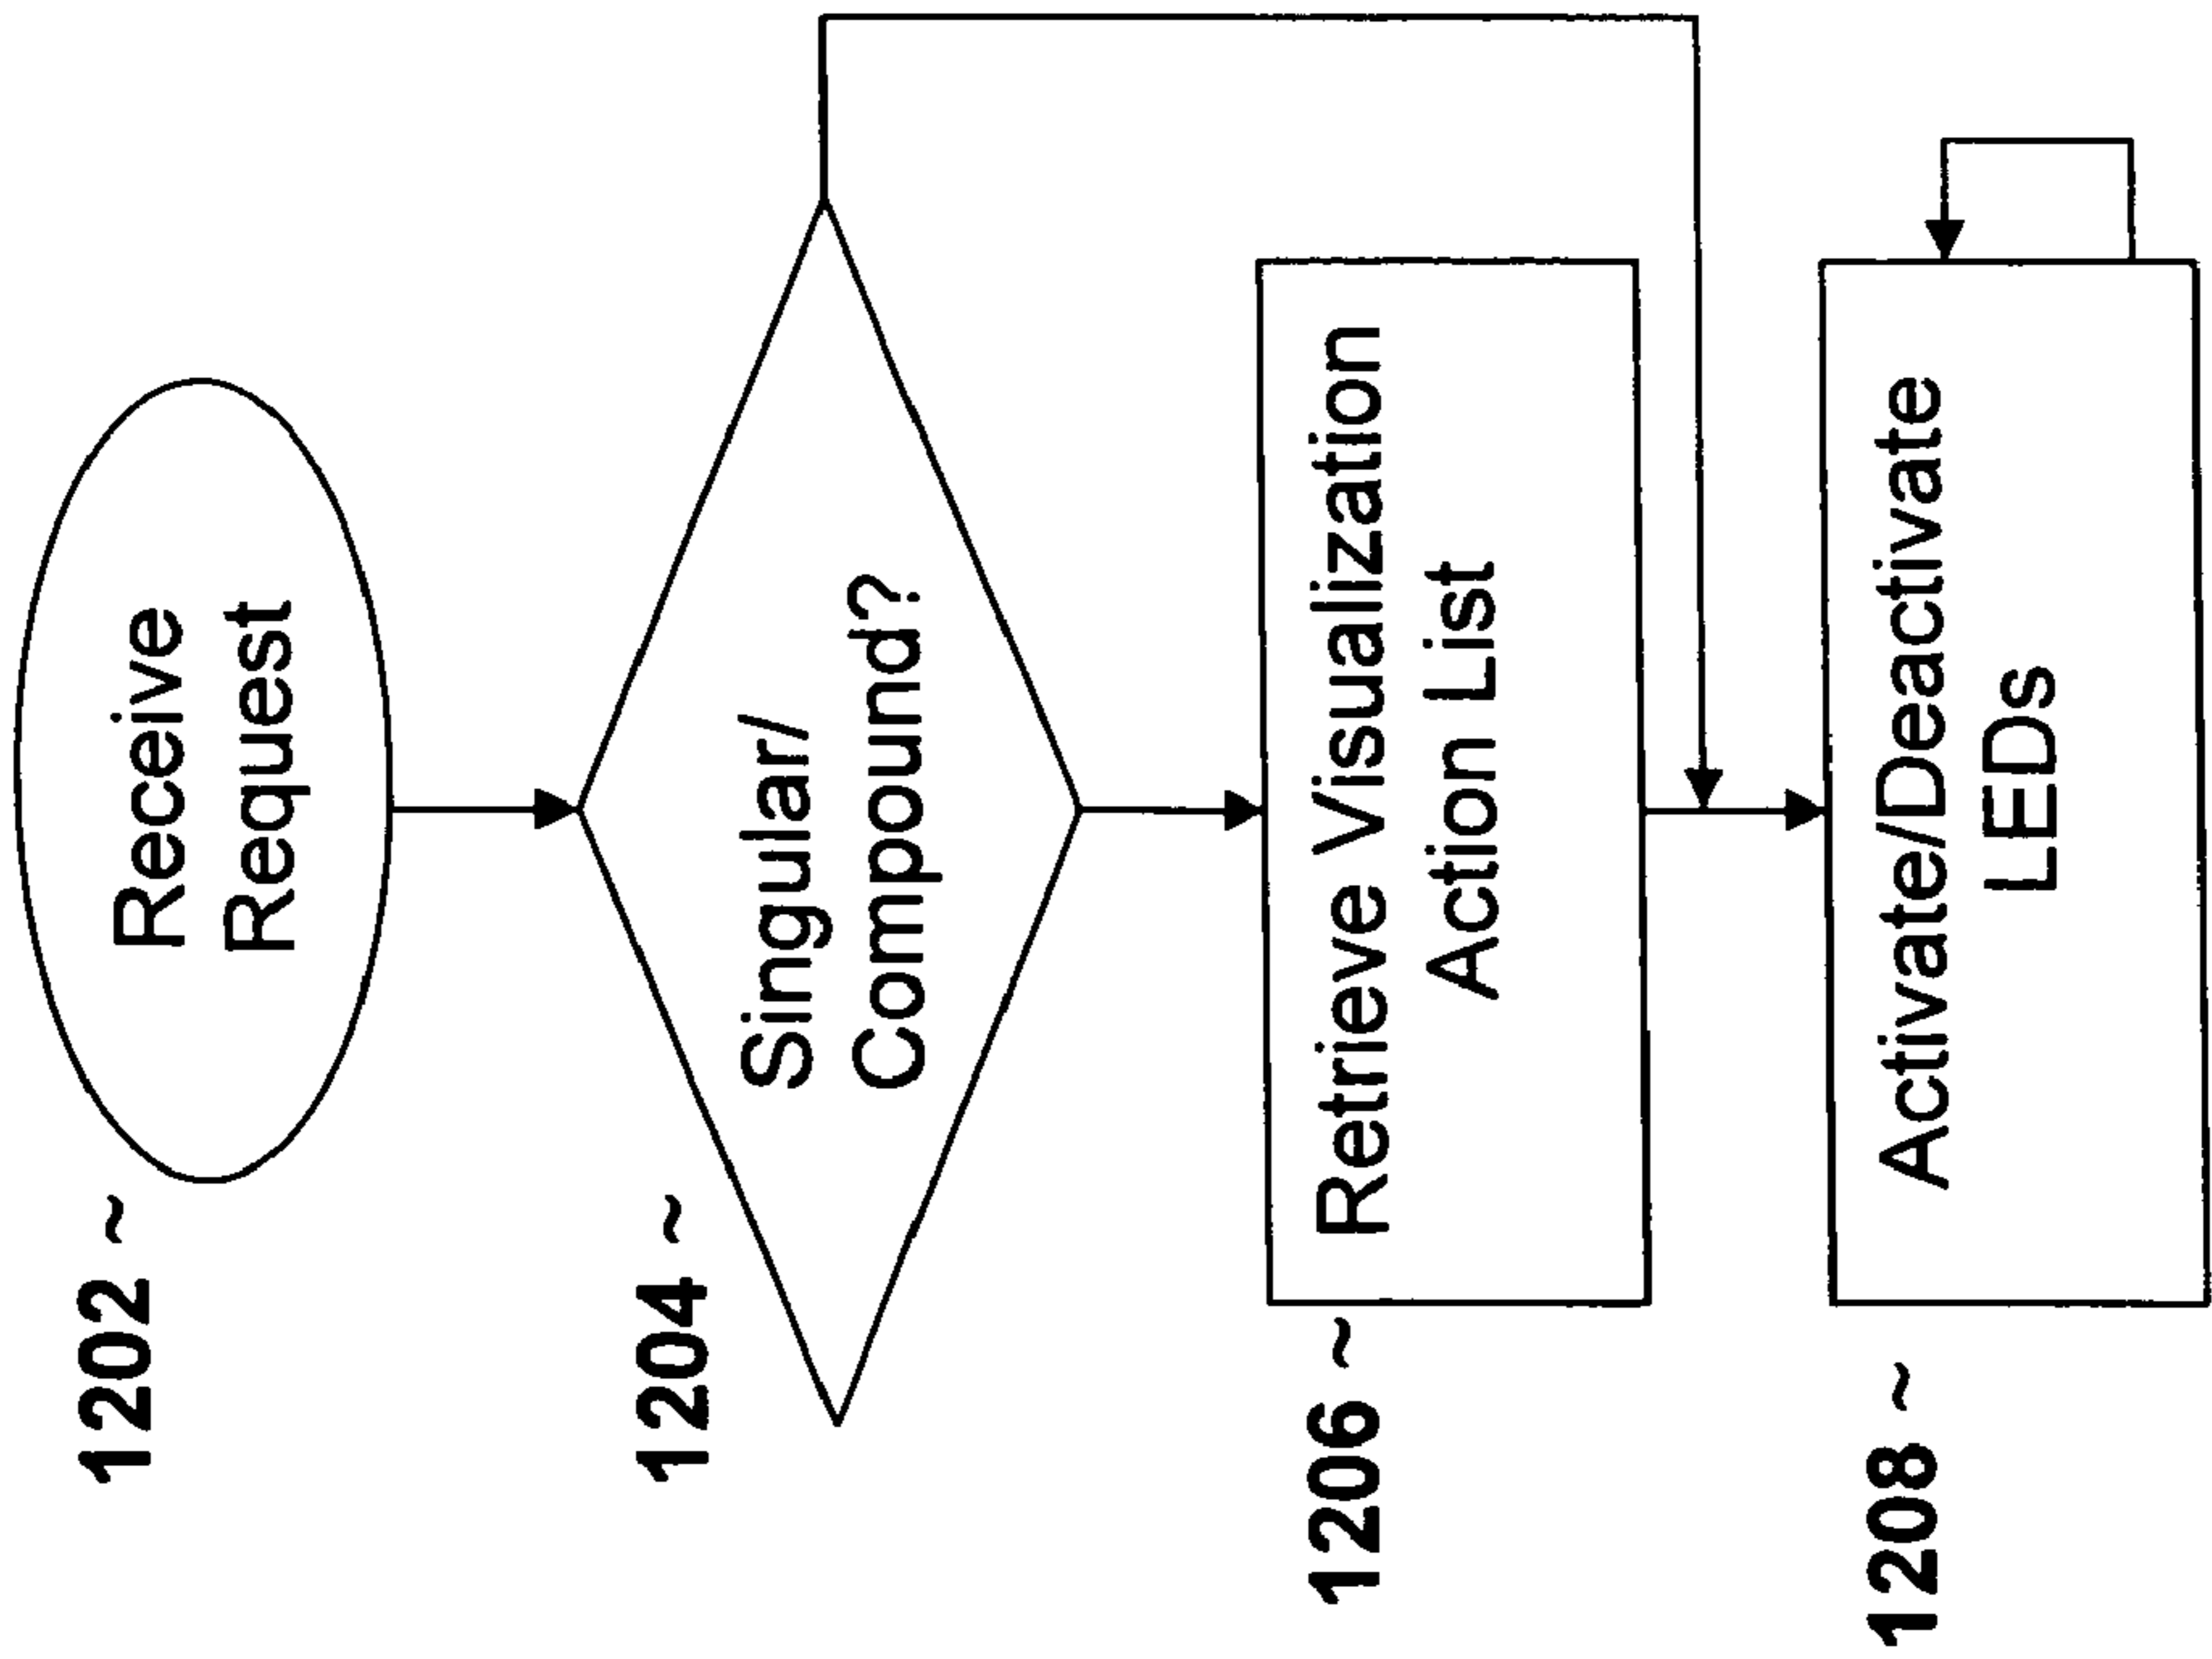 1202 ~
Receive
Request
1204 ~
Singular/
Compound?
1206 ~
Retrieve Visualization
Action List
1208 ~
Activate/Deactivate
LEDs